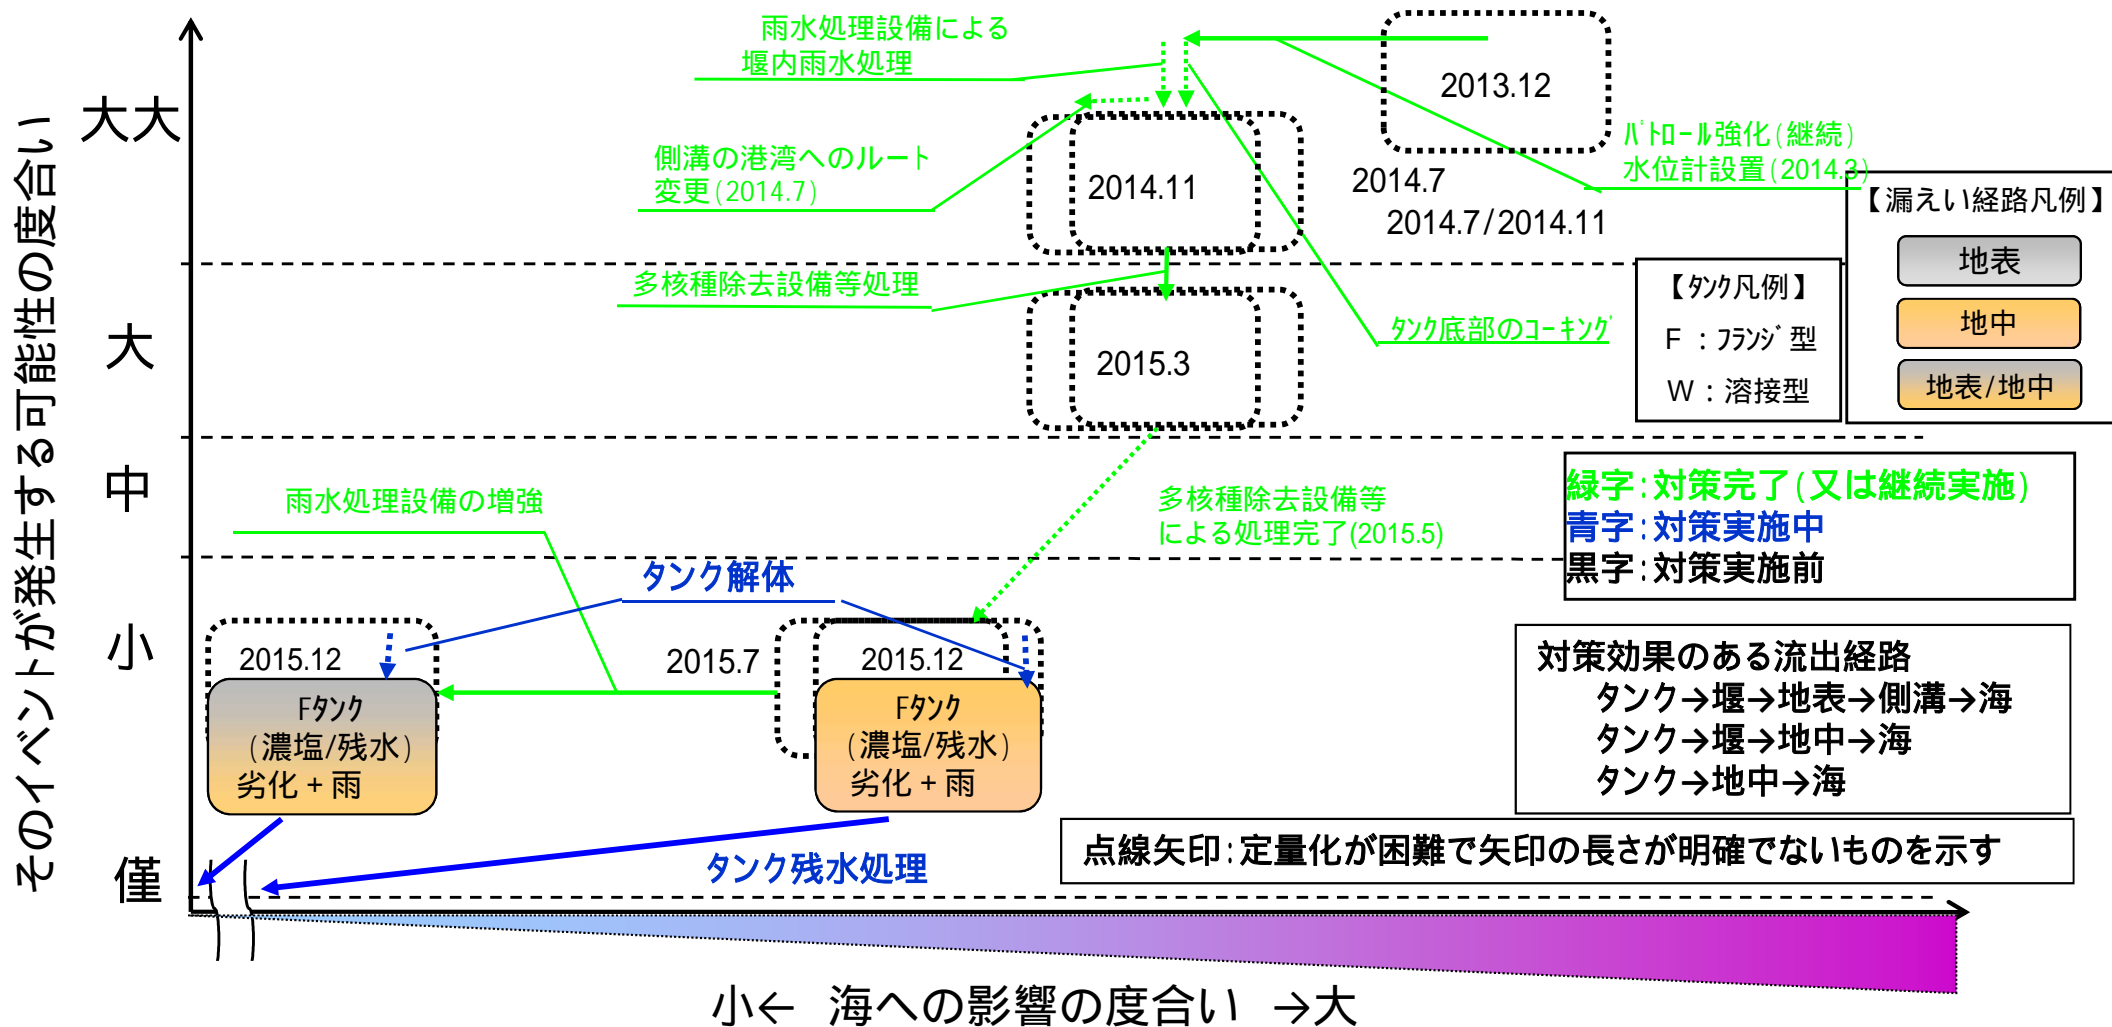 そのイベントが発生する可能性の度合い
大大
大
中
小
僅
雨水処理設備による
堰内雨水処理
2013.12
ﾊﾟﾄﾛｰﾙ強化(継続)
水位計設置(2014.3)
側溝の港湾へのルート
変更(2014.7)
2014.11
2014.7
2014.7/2014.11
【漏えい経路凡例】
地表
地中
地表/地中
【ﾀﾝｸ凡例】
F:ﾌﾗﾝｼﾞ型
W:溶接型
多核種除去設備等処理
2015.3
ﾀﾝｸ底部のｺｰｷﾝｸﾞ
緑字:対策完了(又は継続実施)
青字:対策実施中
黒字:対策実施前
雨水処理設備の増強
多核種除去設備等
による処理完了(2015.5)
タンク解体
2015.12
2015.7
2015.12
Fﾀﾝｸ
(濃塩/残水)
劣化+雨
Fﾀﾝｸ
(濃塩/残水)
劣化+雨
対策効果のある流出経路
タンク→堰→地表→側溝→海
タンク→堰→地中→海
タンク→地中→海
点線矢印:定量化が困難で矢印の長さが明確でないものを示す
タンク残水処理
小← 海への影響の度合い →大